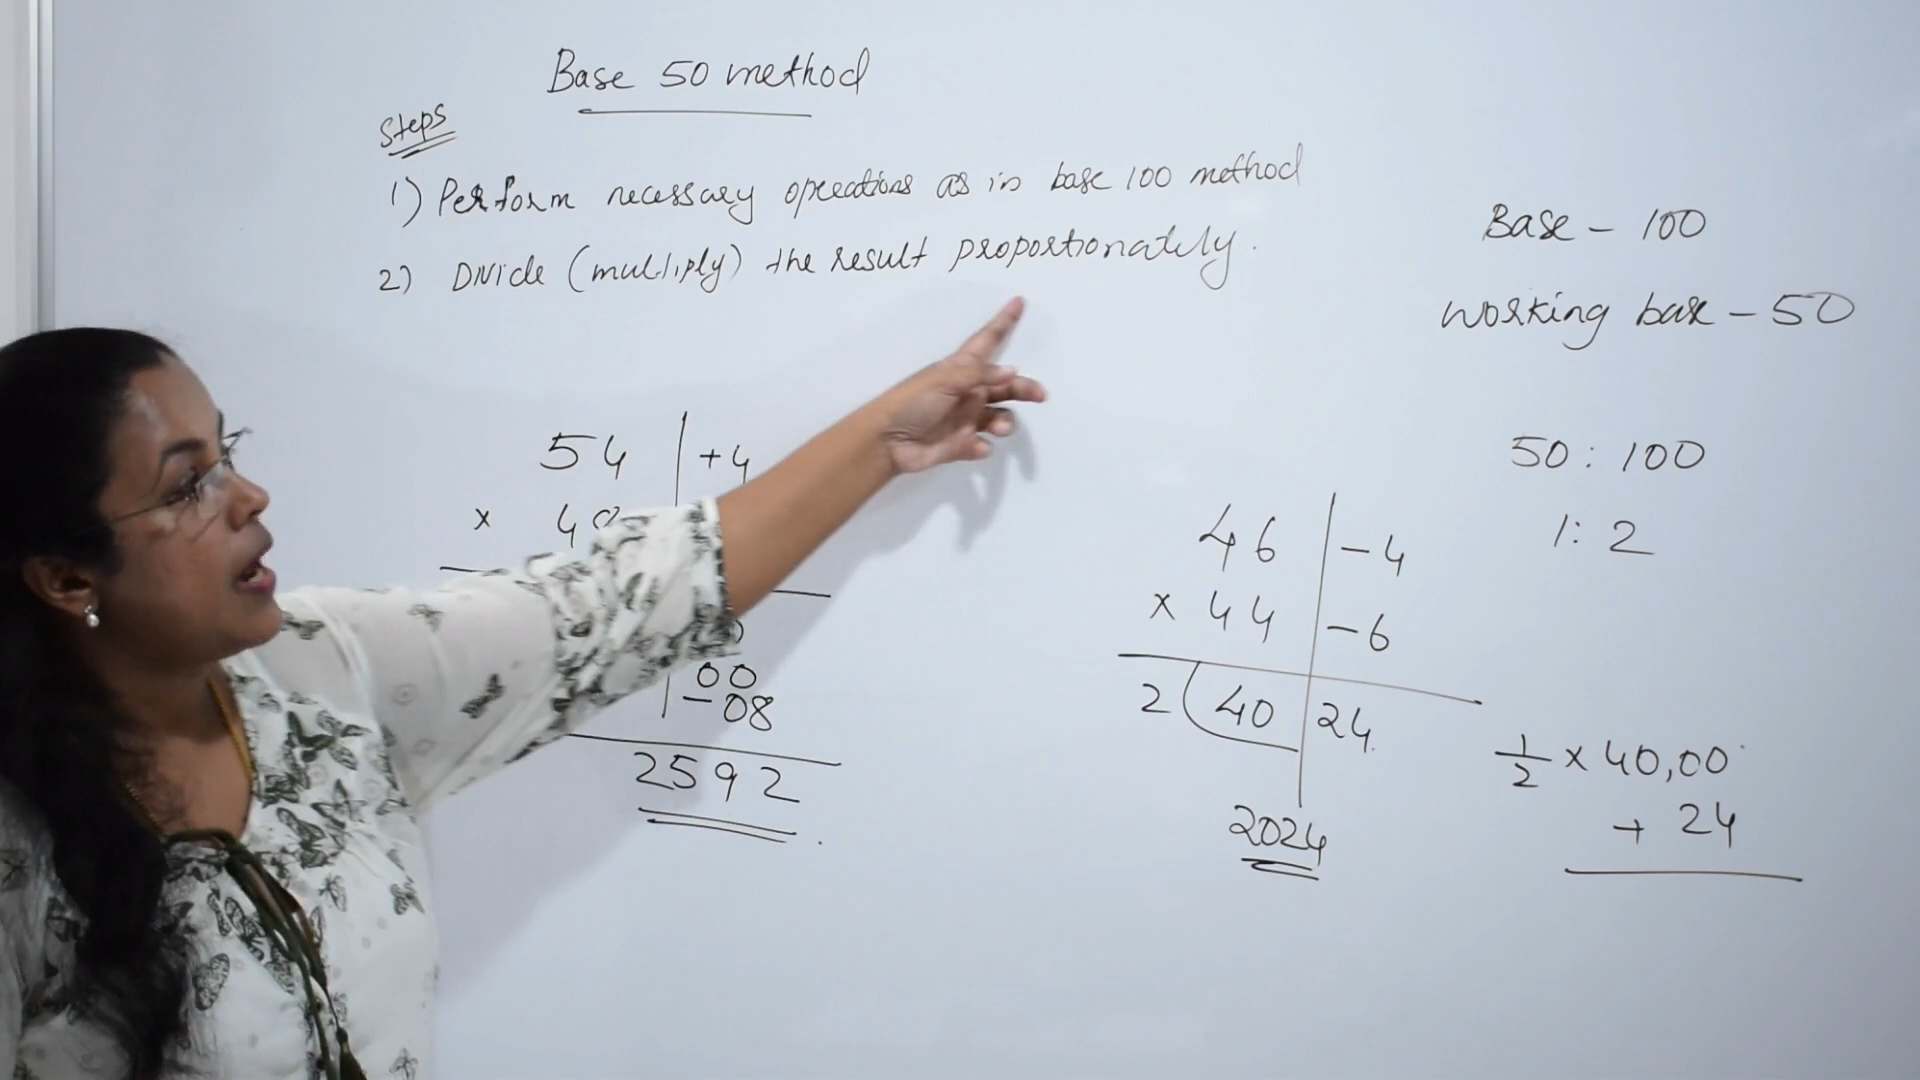 Base 50 method
Steps
1) Perform necessary operations as in base 100 method
2) Divide (multiply) the result proportionately.
Base - 100
Working base - 50
50 : 100
1 : 2
54 | +4
x 4
00
- 08
2592
46 | - 4
x 44 | - 6
2 ( 40 | 24
2024
1/2 x 40,00
+ 24